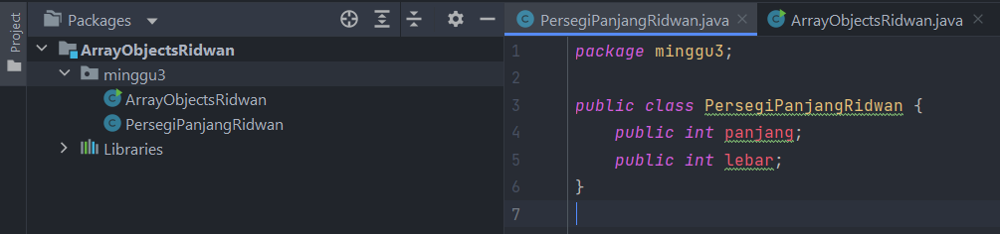 Project
Packages
ArrayObjectsRidwan
minggu3
ArrayObjectsRidwan
PersegiPanjangRidwan
Libraries
PersegiPanjangRidwan.java
ArrayObjectsRidwan.java
1 package minggu3;
2
3 public class PersegiPanjangRidwan {
4 public int panjang;
5 public int lebar;
6 }
7